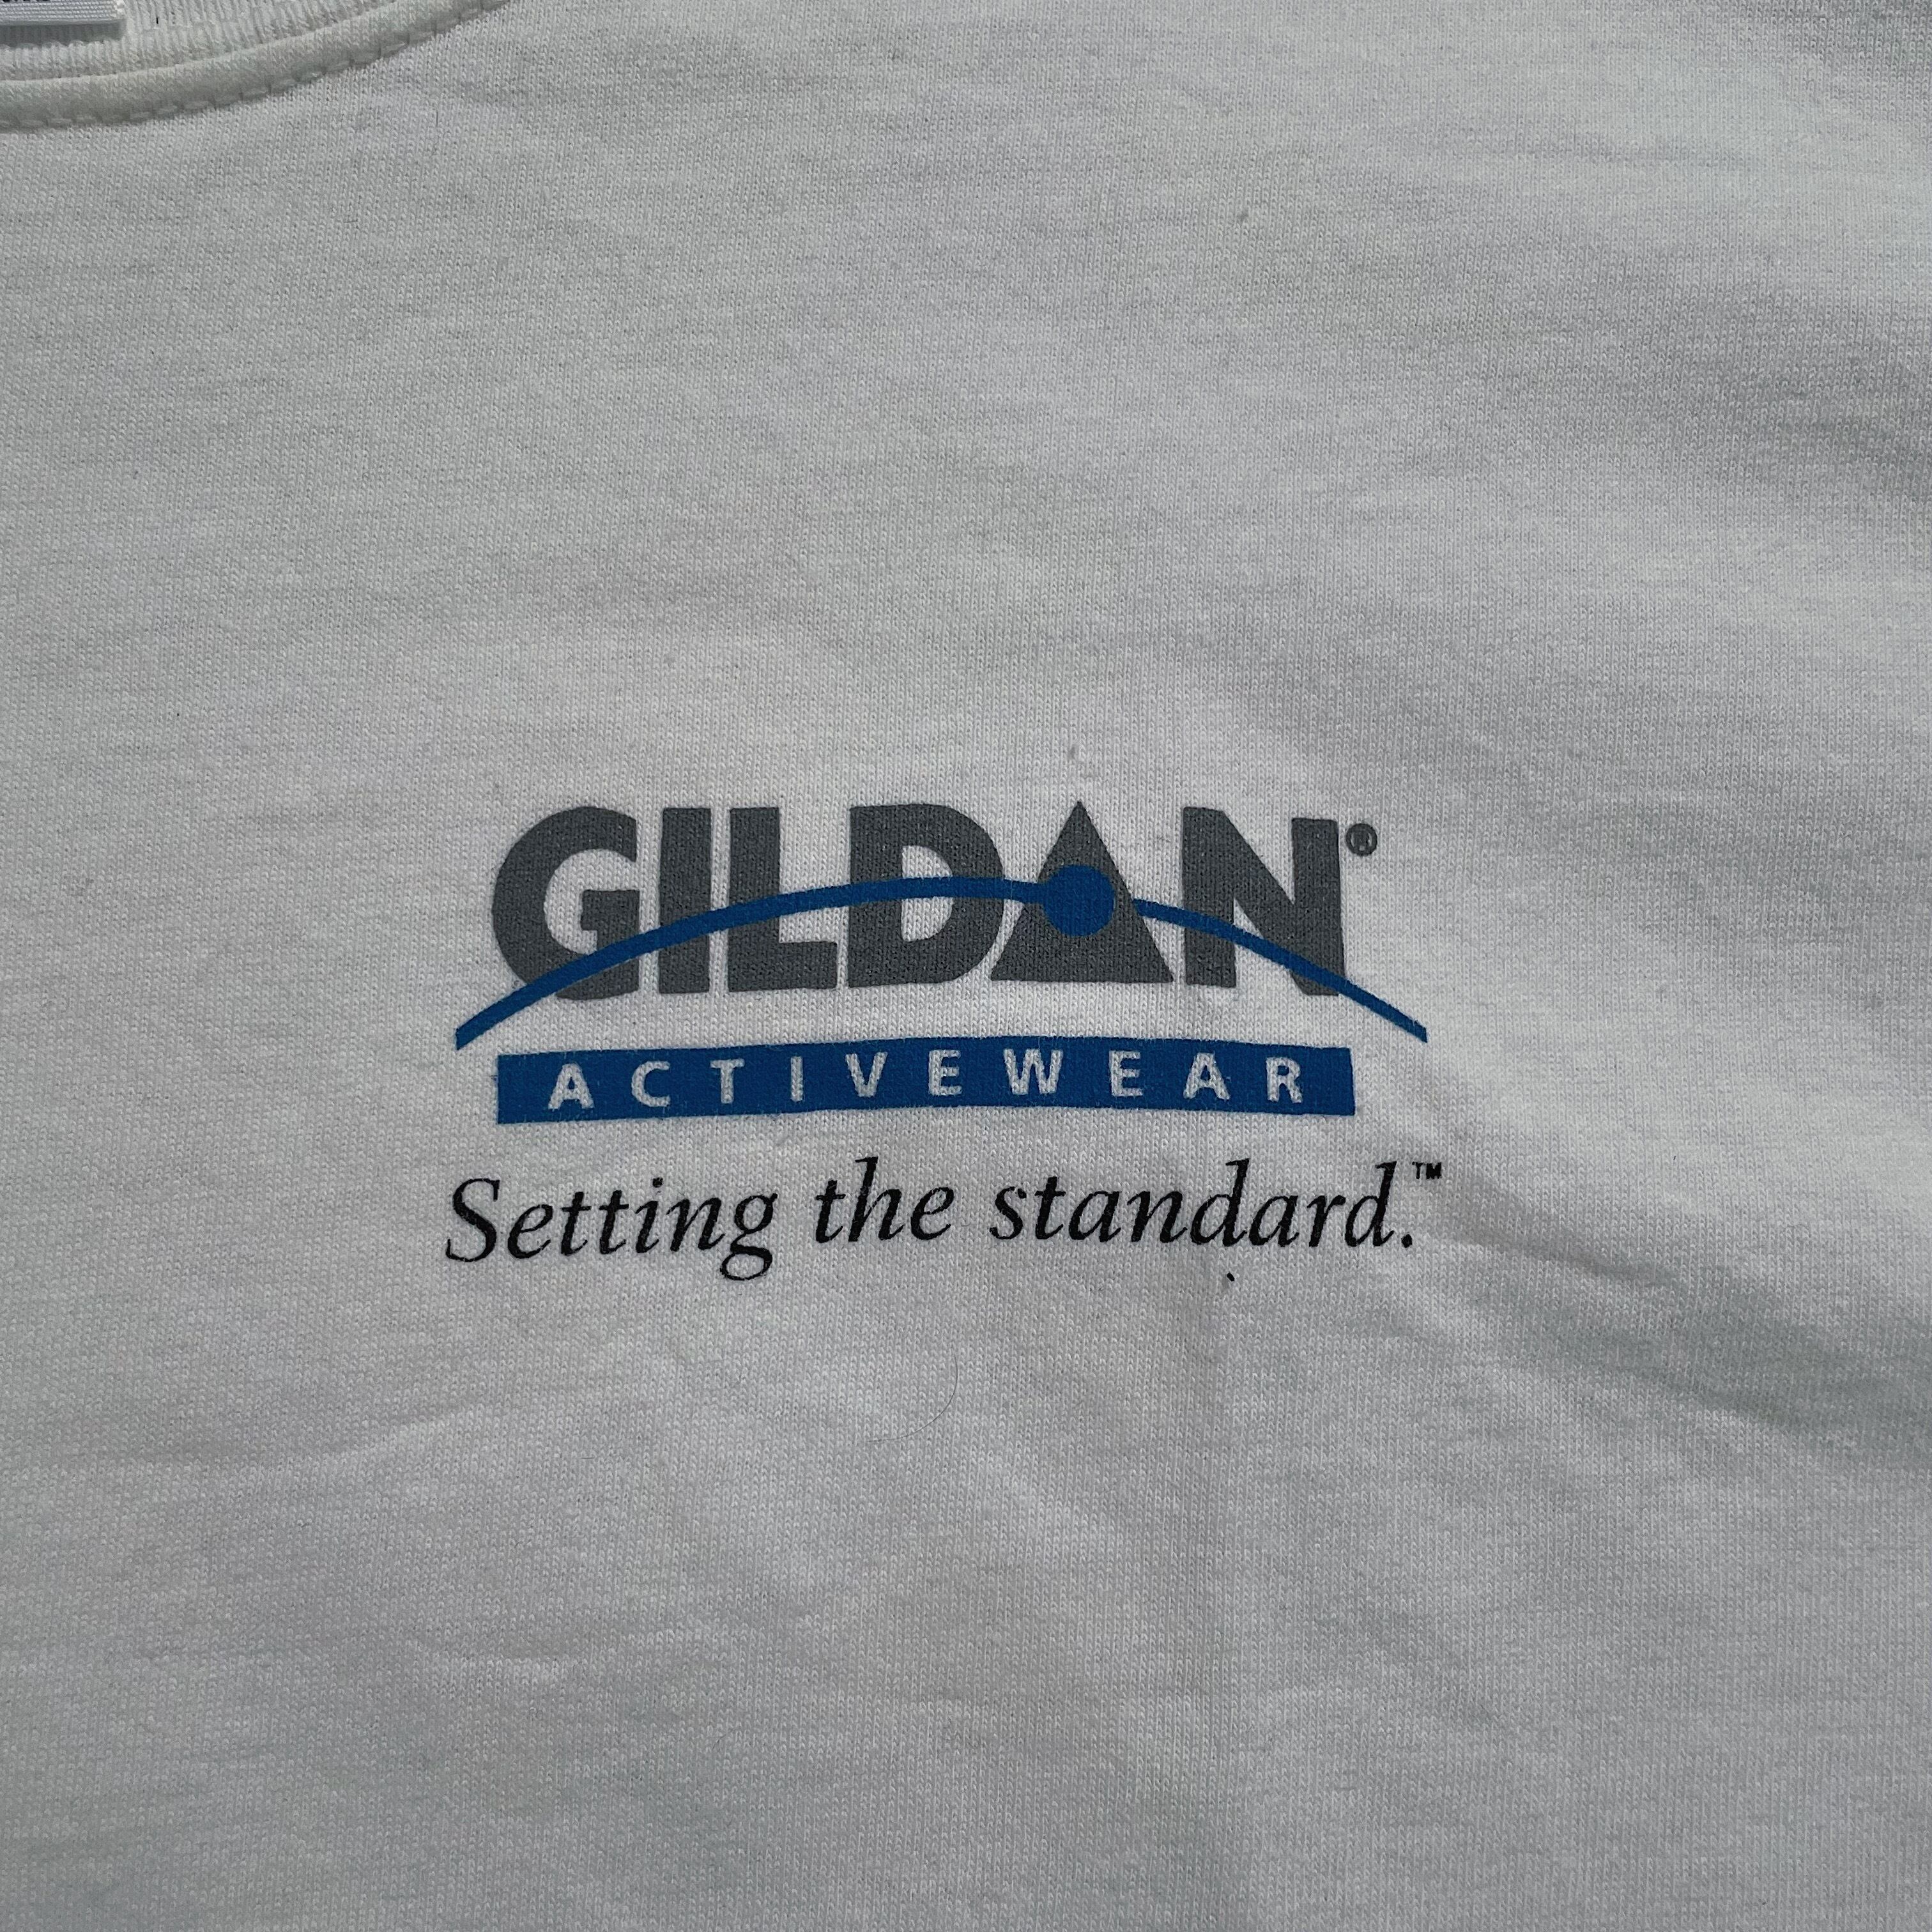 GILDAN®
ACTIVEWEAR
Setting the standard.™